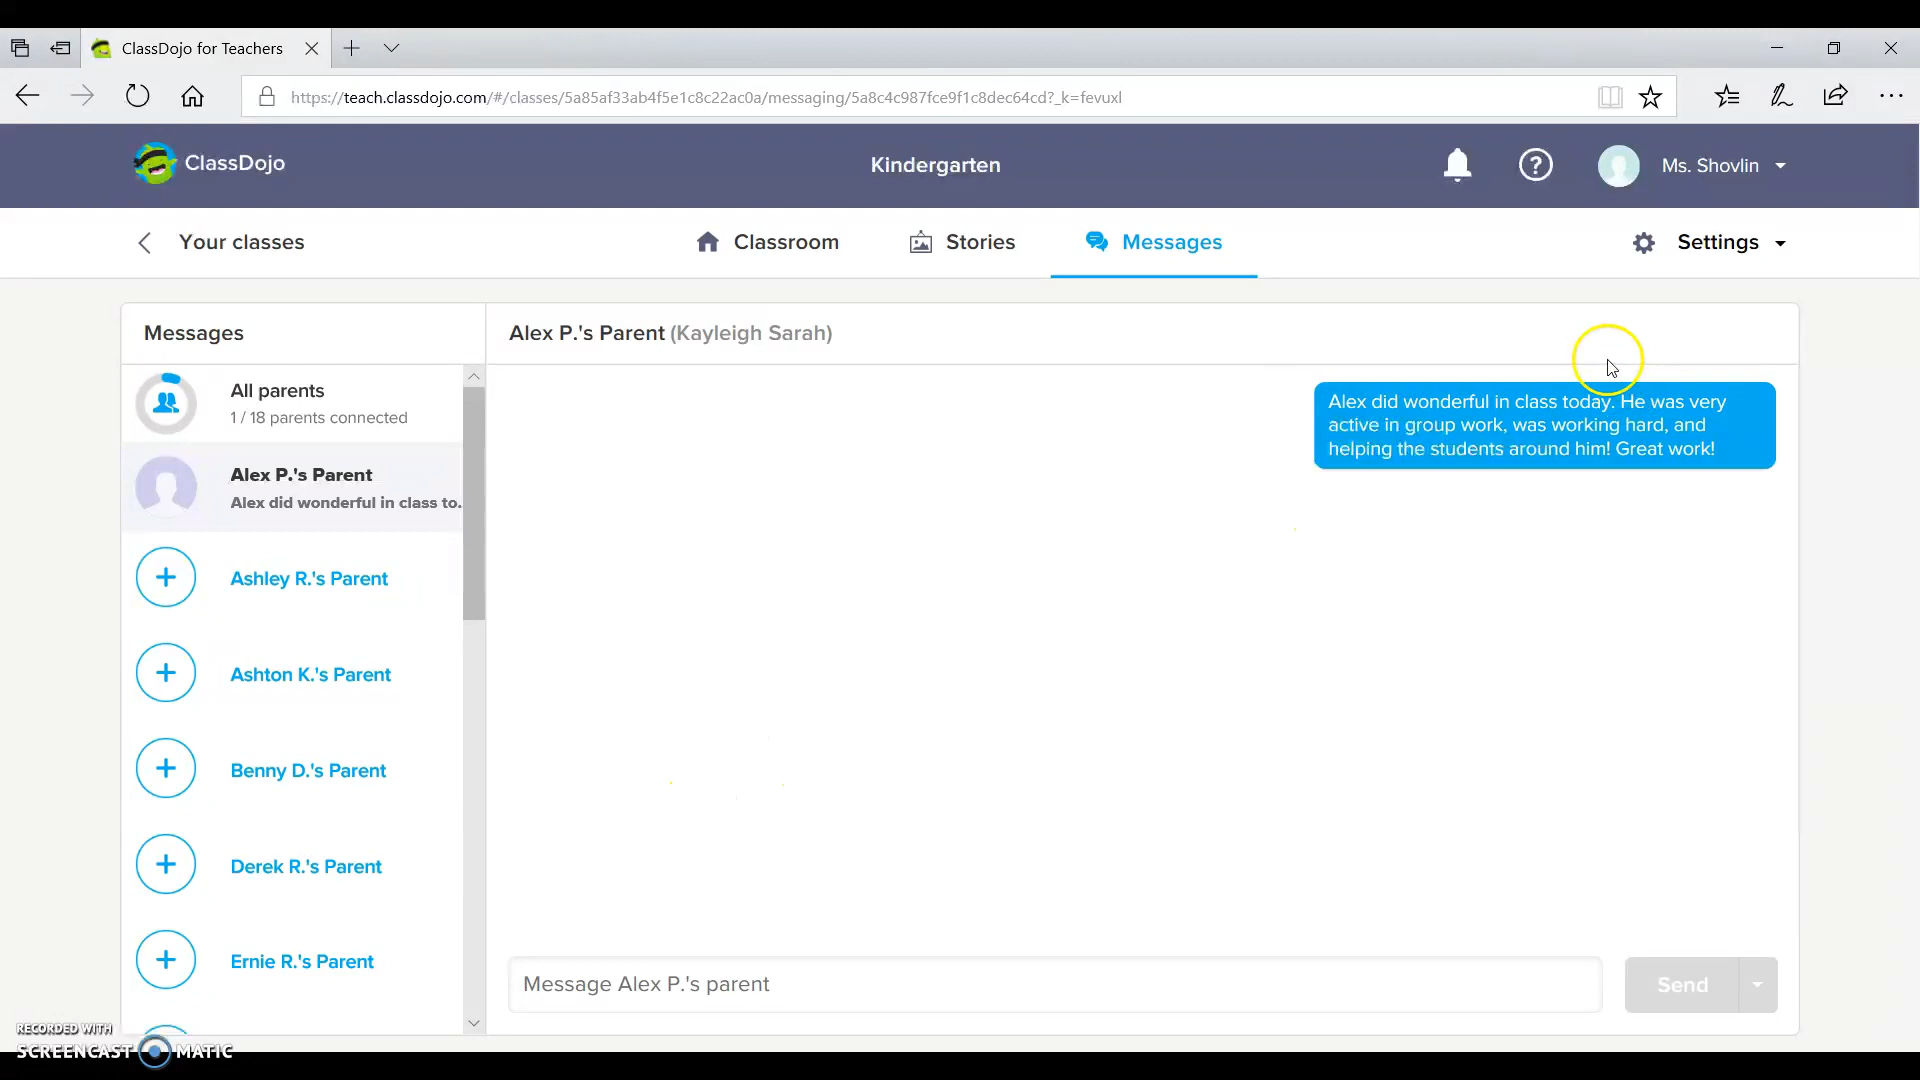 ClassDojo for Teachers
https://teach.classdojo.com/#/classes/5a85af33ab4f5e1c8c22ac0a/messaging/5a8c4c987fce9f1c8dec64cd?_k=fevuxl
ClassDojo
Kindergarten
?
Ms. Shovlin
Your classes
Classroom
Stories
Messages
Settings
Messages
Alex P.'s Parent (Kayleigh Sarah)
All parents
1 / 18 parents connected
Alex P.'s Parent
Alex did wonderful in class to.
Ashley R.'s Parent
Ashton K.'s Parent
Benny D.'s Parent
Derek R.'s Parent
Ernie R.'s Parent
Alex did wonderful in class today. He was very
active in group work, was working hard, and
helping the students around him! Great work!
Message Alex P.'s parent
Send
RECORDED WITH
SCREENCAST MATIC